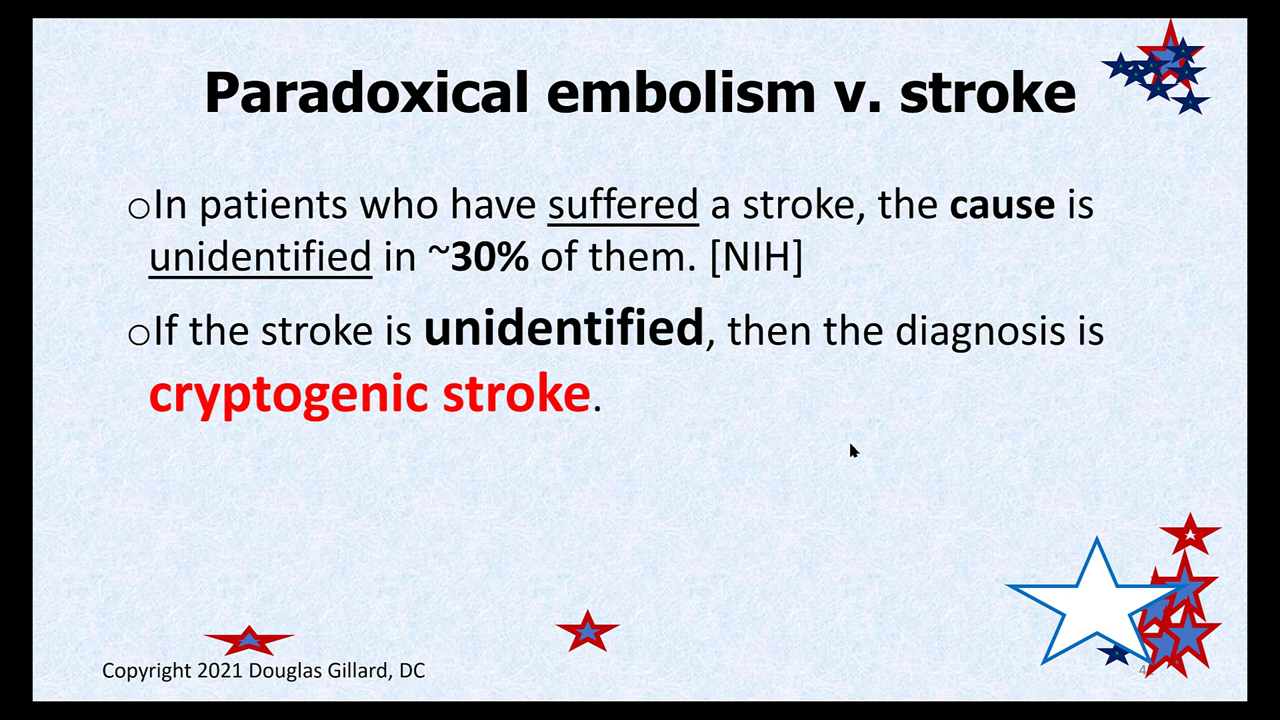 Paradoxical embolism v. stroke
oIn patients who have suffered a stroke, the cause is
unidentified in ~30% of them. [NIH]
oIf the stroke is unidentified, then the diagnosis is
cryptogenic stroke.
Copyright 2021 Douglas Gillard, DC